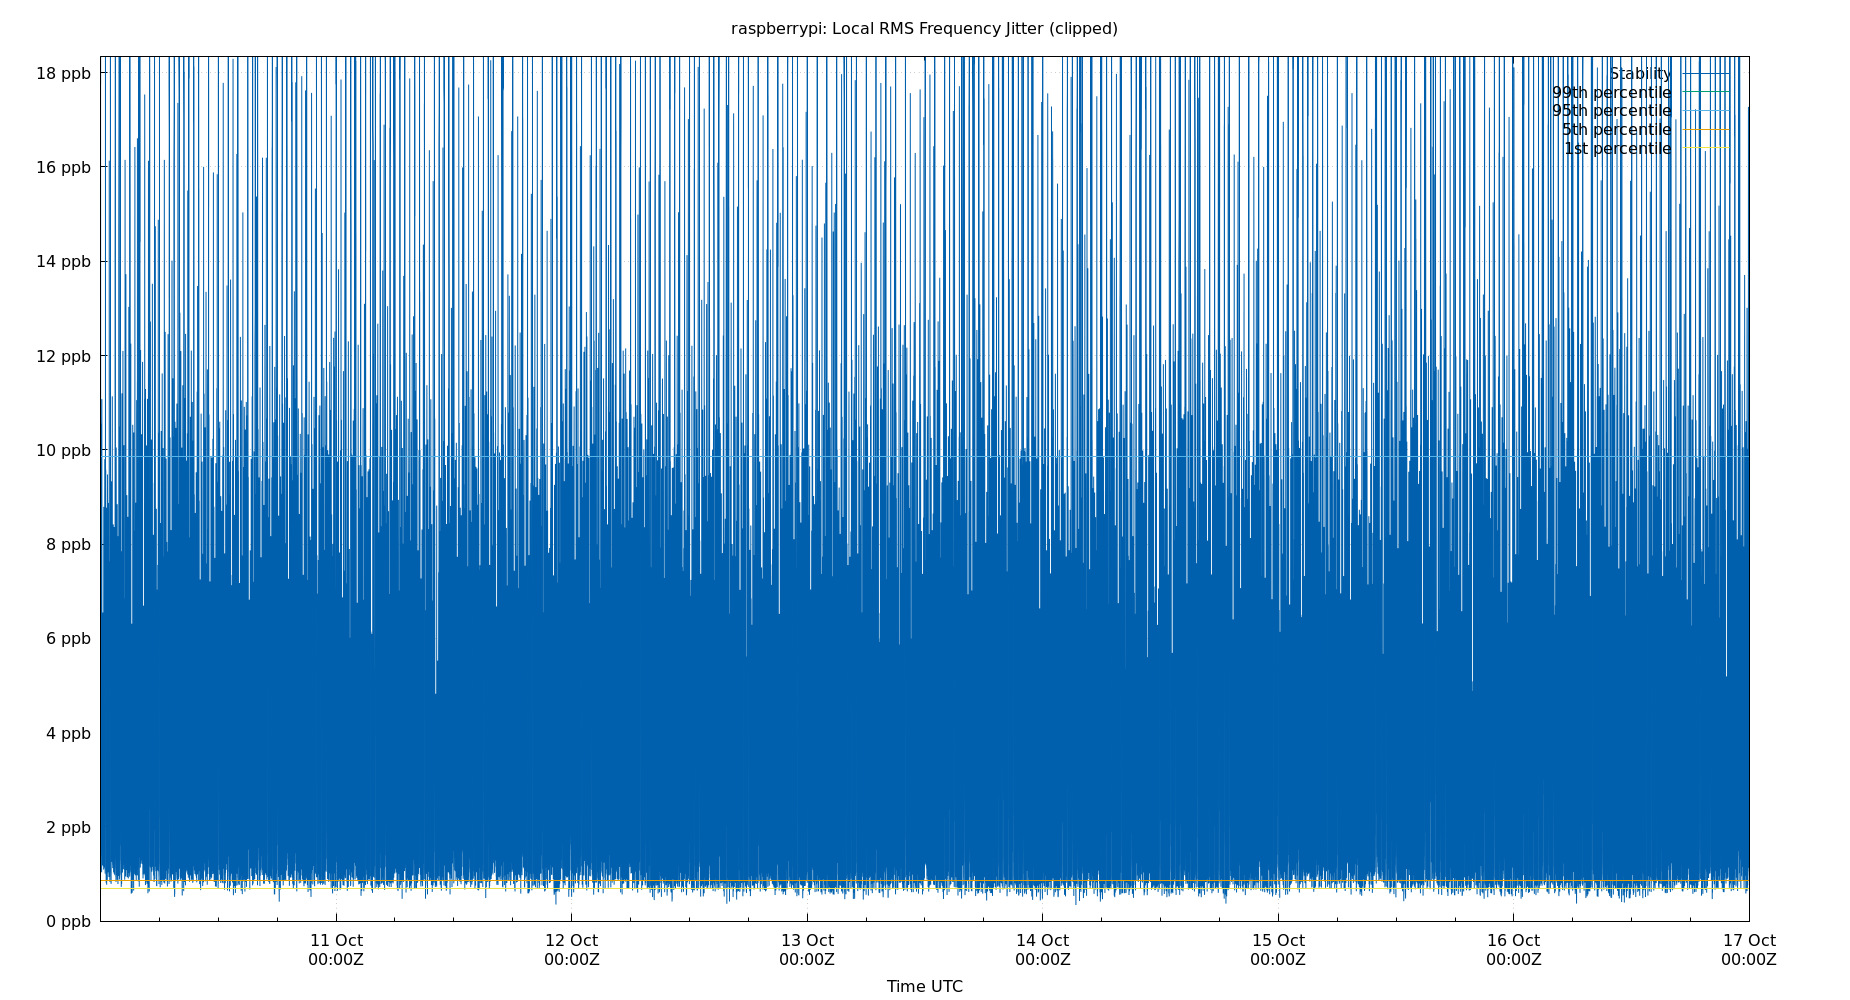 raspberrypi: Local RMS Frequency Jitter (clipped)
18 ppb
16 ppb
14 ppb
12 ppb
10 ppb
8 ppb
6 ppb
4 ppb
2 ppb
0 ppb
Stability
99th percentile
95th percentile
5th percentile
1st percentile
11 Oct
00:00Z
12 Oct
00:00Z
13 Oct
00:00Z
14 Oct
00:00Z
15 Oct
00:00Z
16 Oct
00:00Z
17 Oct
00:00Z
Time UTC